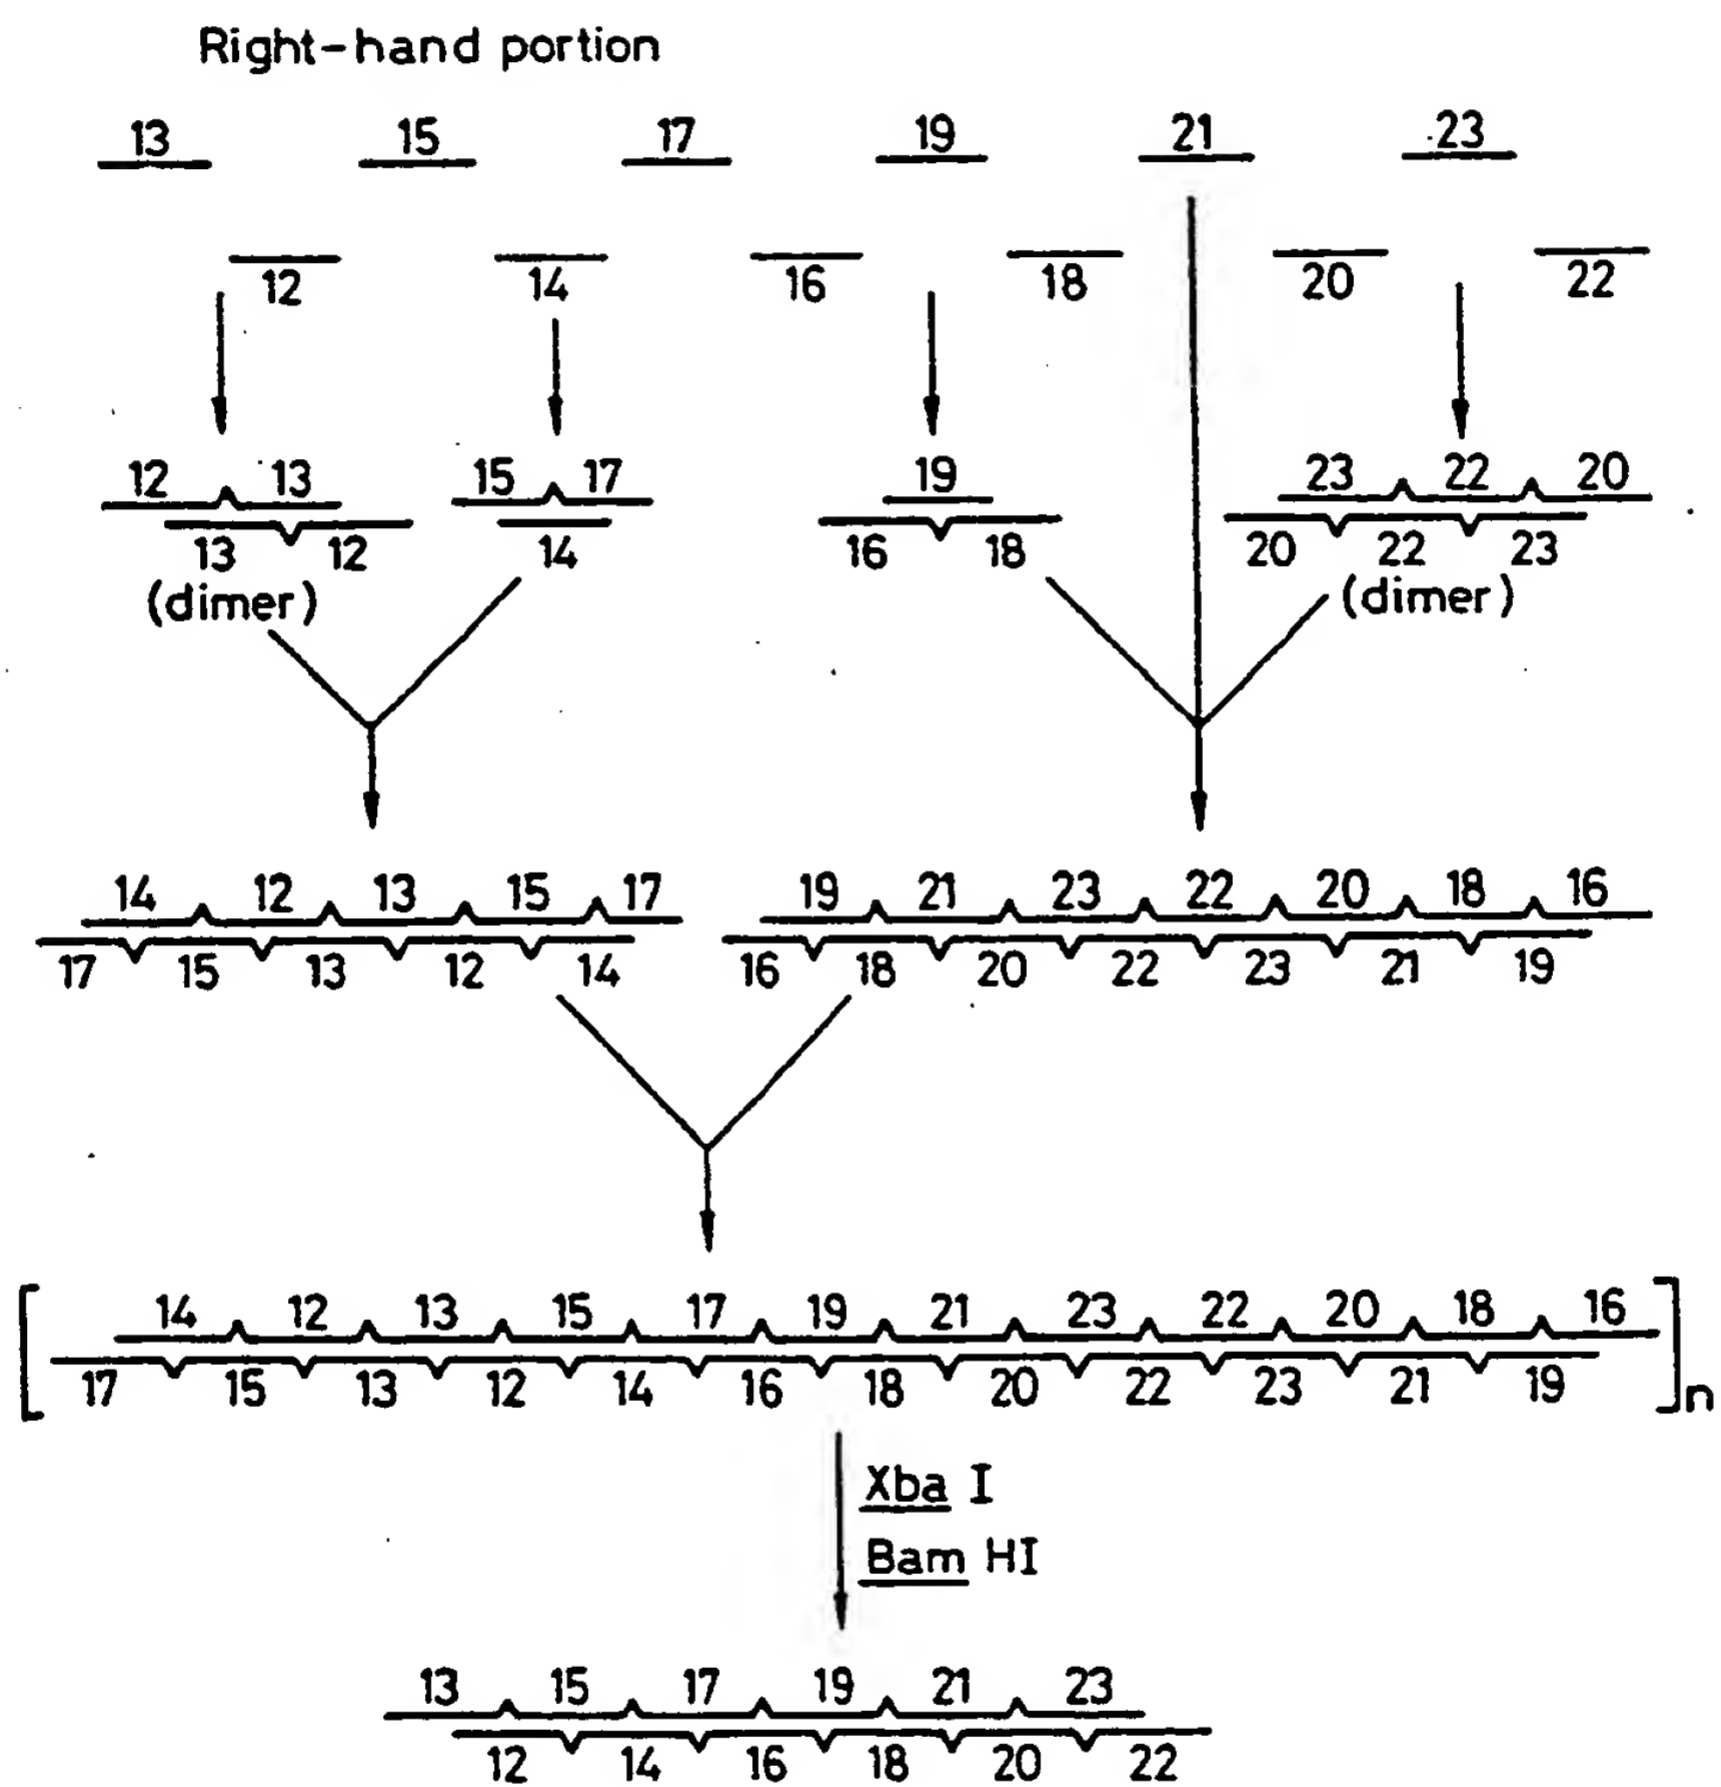 Right-hand portion
13 15 17 19 21 23
12 14 16 18 20 22
12 13 15 17 19 23 22 20
13 12 14 16 18 20 22 23
(dimer) (dimer)
14 12 13 15 17 19 21 23 22 20 18 16
17 15 13 12 14 16 18 20 22 23 21 19
[ 14 12 13 15 17 19 21 23 22 20 18 16 ]
17 15 13 12 14 16 18 20 22 23 21 19 n
Xba I
Bam HI
13 15 17 19 21 23
12 14 16 18 20 22